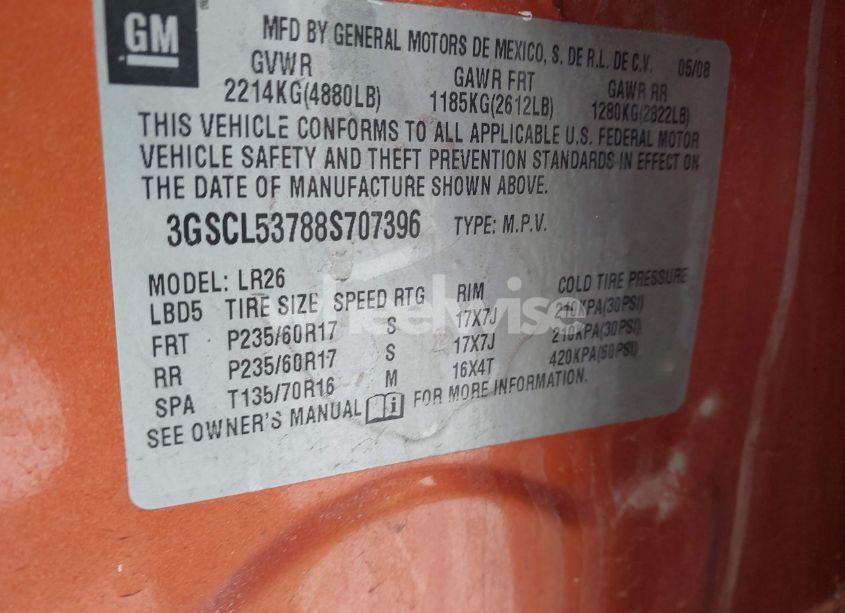 GM
MFD BY GENERAL MOTORS DE MEXICO, S. DE R.L. DE C.V. 05/08
GVWR GAWR FRT GAWR RR
2214KG(4880LB) 1185KG(2612LB) 1280KG(2822LB)
THIS VEHICLE CONFORMS TO ALL APPLICABLE U.S. FEDERAL MOTOR
VEHICLE SAFETY AND THEFT PREVENTION STANDARDS IN EFFECT ON
THE DATE OF MANUFACTURE SHOWN ABOVE.
3GSCL53788S707396 TYPE: M.P.V.
MODEL: LR26
LBD5 TIRE SIZE SPEED RTG RIM COLD TIRE PRESSURE
FRT P235/60R17 S 17X7J 210KPA(30PSI)
RR P235/60R17 S 17X7J 210KPA(30PSI)
SPA T135/70R16 M 16X4T 420KPA(60PSI)
SEE OWNER'S MANUAL FOR MORE INFORMATION.